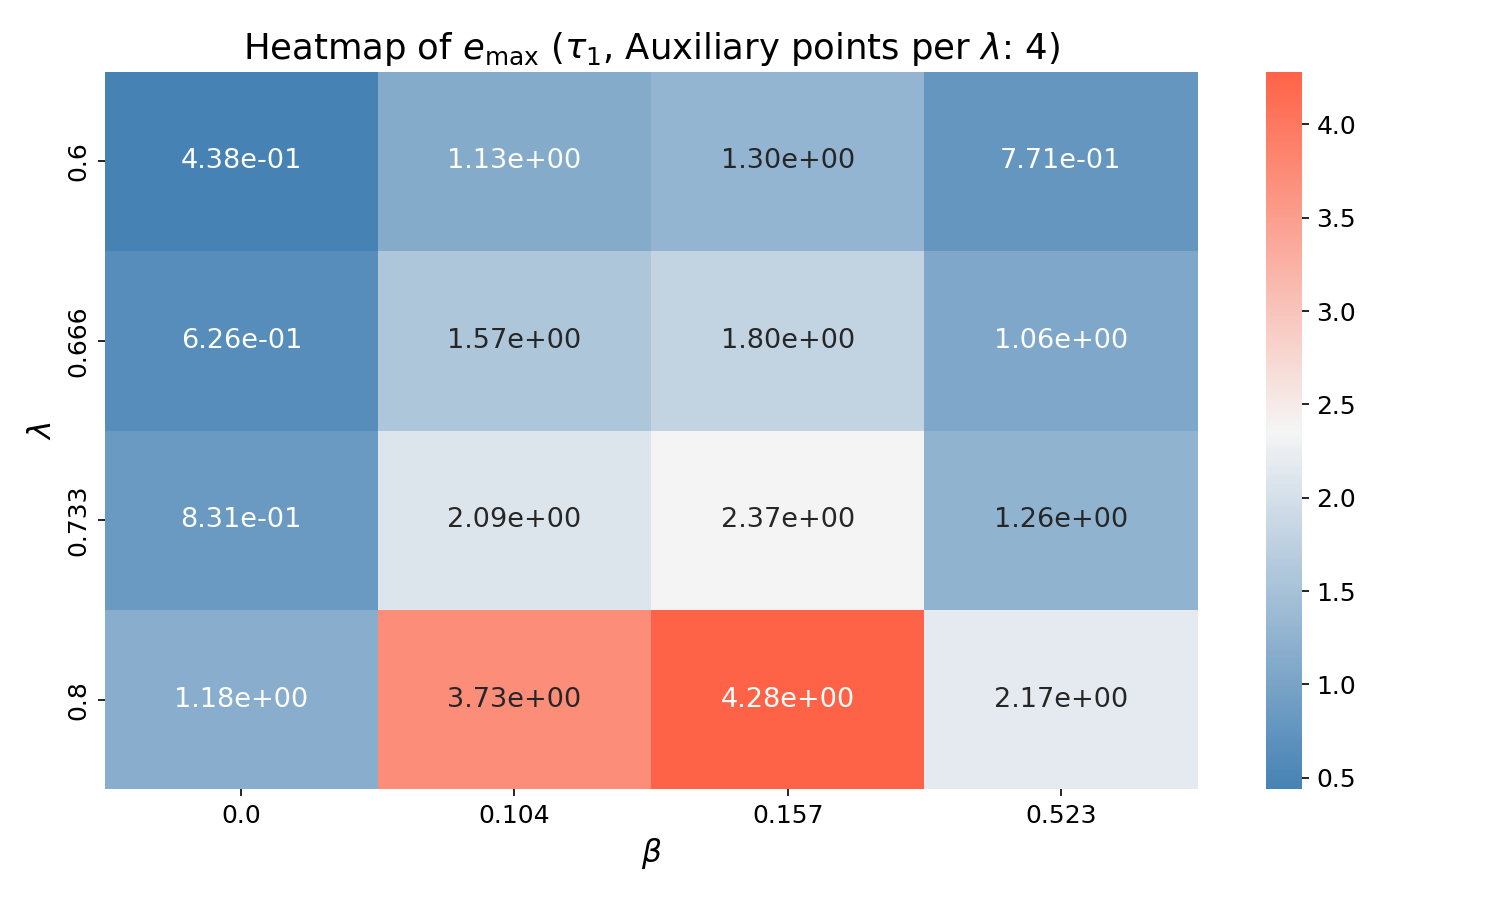 Heatmap of e_max (τ_1, Auxiliary points per λ: 4)
0.6 4.38e-01 1.13e+00 1.30e+00 7.71e-01
0.666 6.26e-01 1.57e+00 1.80e+00 1.06e+00
0.733 8.31e-01 2.09e+00 2.37e+00 1.26e+00
0.8 1.18e+00 3.73e+00 4.28e+00 2.17e+00
0.0 0.104 0.157 0.523
β
λ
4.0
3.5
3.0
2.5
2.0
1.5
1.0
0.5